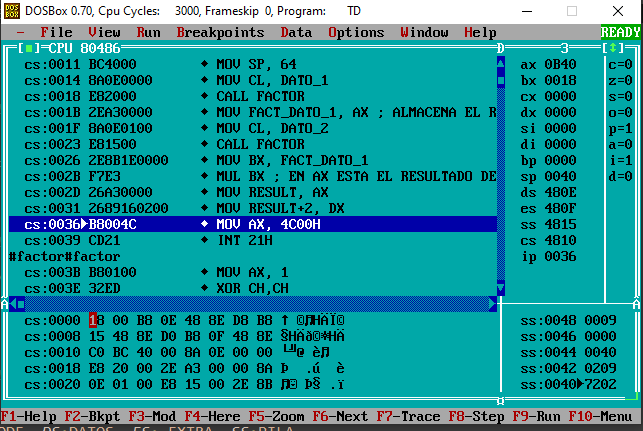 DOSBox 0.70, Cpu Cycles: 3000, Frameskip 0, Program: TD
File View Run Breakpoints Data Options Window Help READY
[■]=CPU 80486 D 3 [↕]
cs:0011 BC4000 ♦ MOV SP, 64 ax 0B40 c=0
cs:0014 8A0E0000 ♦ MOV CL, DATO_1 bx 0018 z=0
cs:0018 E82000 ♦ CALL FACTOR cx 0000 s=0
cs:001B 2EA30000 ♦ MOV FACT_DATO_1, AX ; ALMACENA EL R dx 0000 o=0
cs:001F 8A0E0100 ♦ MOV CL, DATO_2 si 0000 p=1
cs:0023 E81500 ♦ CALL FACTOR di 0000 a=0
cs:0026 2E8B1E0000 ♦ MOV BX, FACT_DATO_1 bp 0000 i=1
cs:002B F7E3 ♦ MUL BX ; EN AX ESTA EL RESULTADO DE sp 0040 d=0
cs:002D 26A30000 ♦ MOV RESULT, AX ds 480E
cs:0031 2689160200 ♦ MOV RESULT+2, DX es 480F
cs:0036►B8004C ♦ MOV AX, 4C00H ss 4815
cs:0039 CD21 ♦ INT 21H cs 4810
#factor#factor ip 0036
cs:003B B80100 ♦ MOV AX, 1
cs:003E 32ED ♦ XOR CH,CH
cs:0000 18 00 B8 0E 48 8E D8 B8 ss:0048 0009
cs:0008 15 48 8E D0 B8 0F 48 8E ss:0046 0000
cs:0010 C0 BC 40 00 8A 0E 00 00 ss:0044 0040
cs:0018 E8 20 00 2E A3 00 00 8A ss:0042 0209
cs:0020 0E 01 00 E8 15 00 2E 8B ss:0040►7202
F1-Help F2-Bkpt F3-Mod F4-Here F5-Zoom F6-Next F7-Trace F8-Step F9-Run F10-Menu